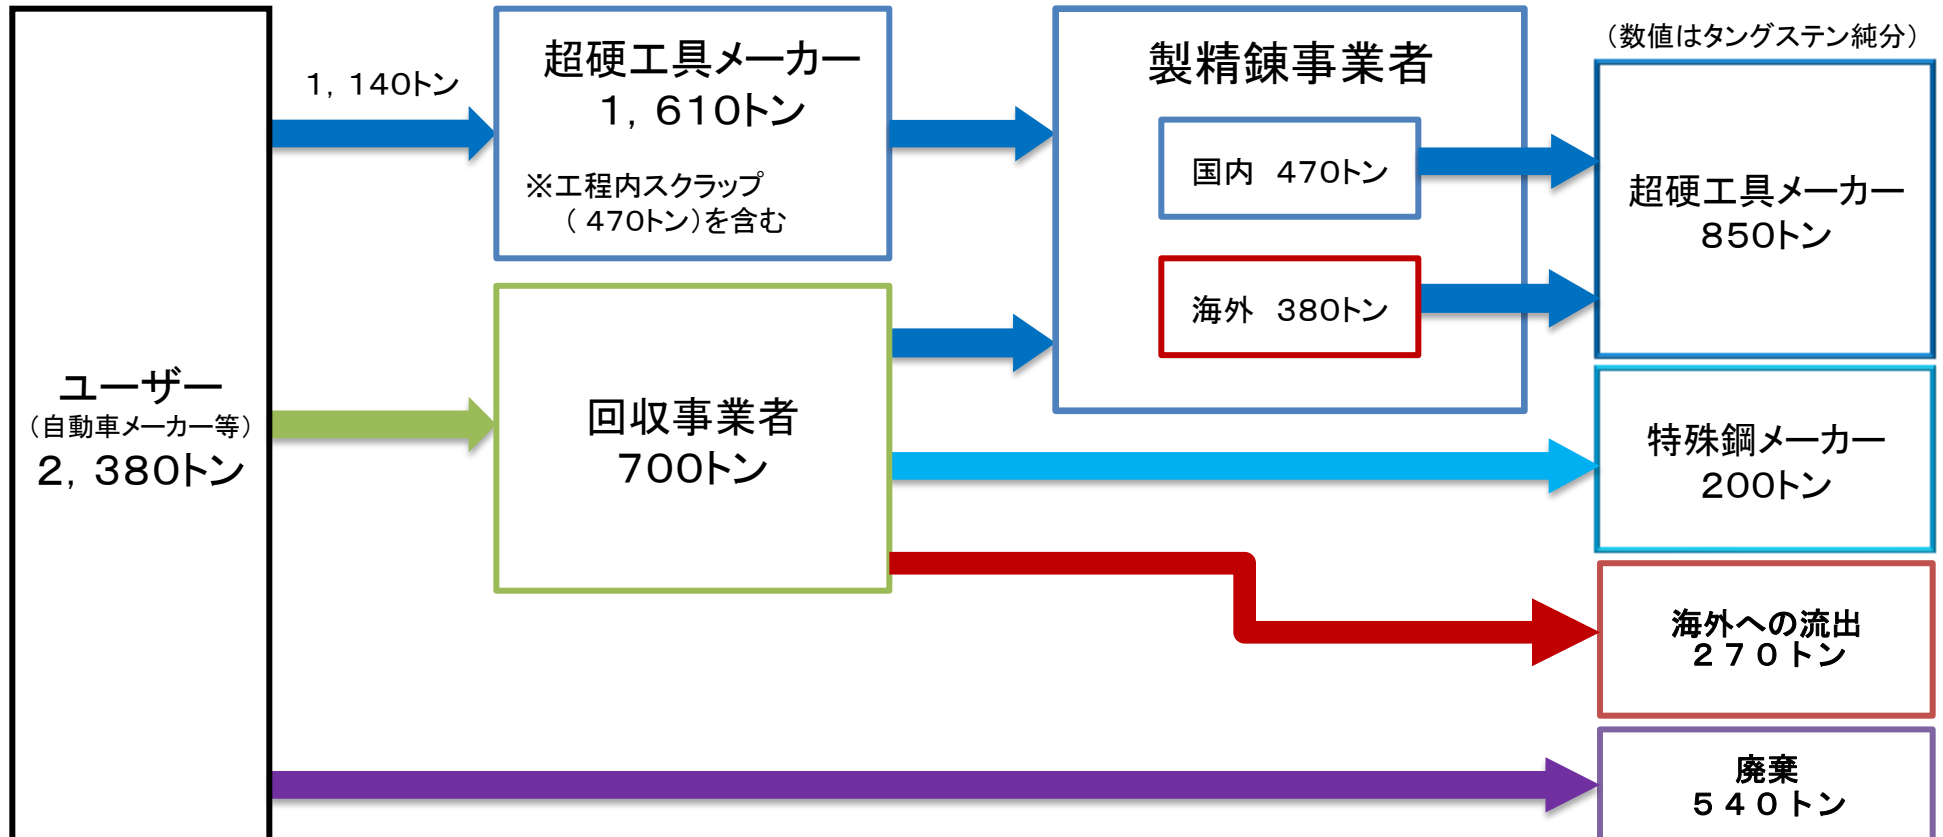 （数値はタングステン純分）
１，１４０トン
超硬工具メーカー
１，６１０トン
※工程内スクラップ
（４７０トン）を含む
製精錬事業者
国内　４７０トン
海外　３８０トン
超硬工具メーカー
８５０トン
ユーザー
（自動車メーカー等）
２，３８０トン
回収事業者
７００トン
特殊鋼メーカー
２００トン
海外への流出
２７０トン
廃棄
５４０トン